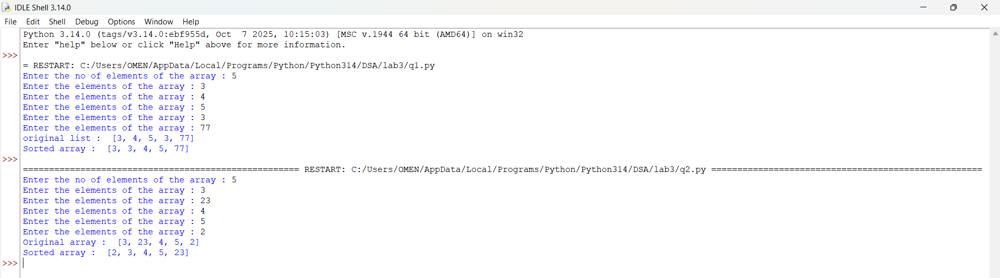 IDLE Shell 3.14.0
File Edit Shell Debug Options Window Help
Python 3.14.0 (tags/v3.14.0:ebf955d, Oct  7 2025, 10:15:03) [MSC v.1944 64 bit (AMD64)] on win32
Enter "help" below or click "Help" above for more information.
>>>
= RESTART: C:/Users/OMEN/AppData/Local/Programs/Python/Python314/DSA/lab3/q1.py
Enter the no of elements of the array : 5
Enter the elements of the array : 3
Enter the elements of the array : 4
Enter the elements of the array : 5
Enter the elements of the array : 3
Enter the elements of the array : 77
original list :  [3, 4, 5, 3, 77]
Sorted array :  [3, 3, 4, 5, 77]
>>>
===================================================== RESTART: C:/Users/OMEN/AppData/Local/Programs/Python/Python314/DSA/lab3/q2.py ====================================================
Enter the no of elements of the array : 5
Enter the elements of the array : 3
Enter the elements of the array : 23
Enter the elements of the array : 4
Enter the elements of the array : 5
Enter the elements of the array : 2
Original array :  [3, 23, 4, 5, 2]
Sorted array :  [2, 3, 4, 5, 23]
>>>